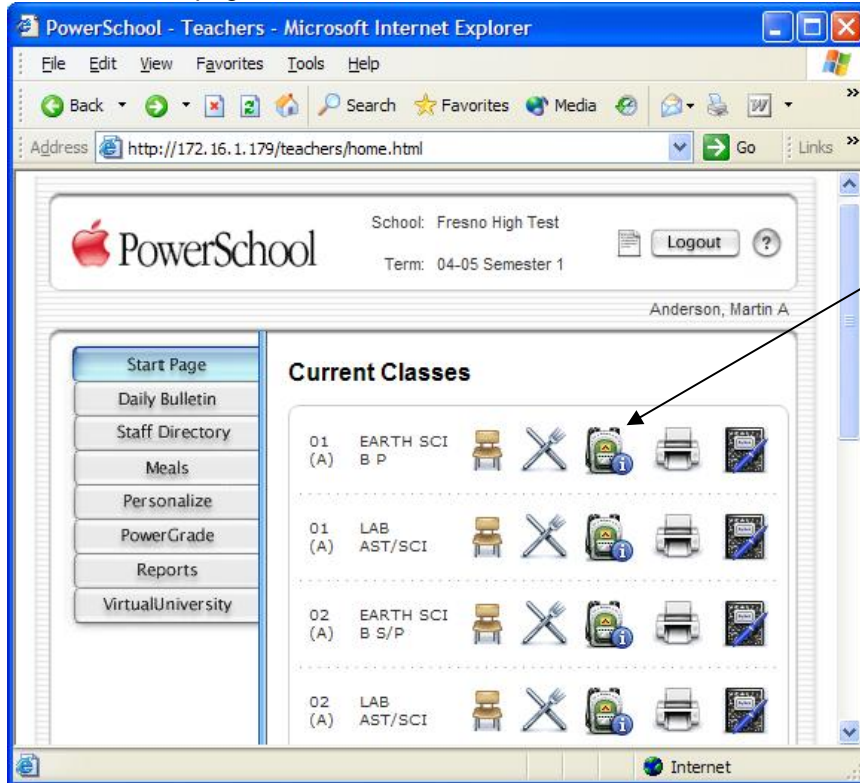 PowerSchool - Teachers - Microsoft Internet Explorer
File Edit View Favorites Tools Help
Back Search Favorites Media W »
Address http://172.16.1.179/teachers/home.html Go Links »
PowerSchool
School: Fresno High Test
Term: 04-05 Semester 1
Logout ?
Anderson, Martin A
Start Page
Daily Bulletin
Staff Directory
Meals
Personalize
PowerGrade
Reports
VirtualUniversity
Current Classes
01 EARTH SCI
(A) B P
01 LAB
(A) AST/SCI
02 EARTH SCI
(A) B S/P
02 LAB
(A) AST/SCI
Internet